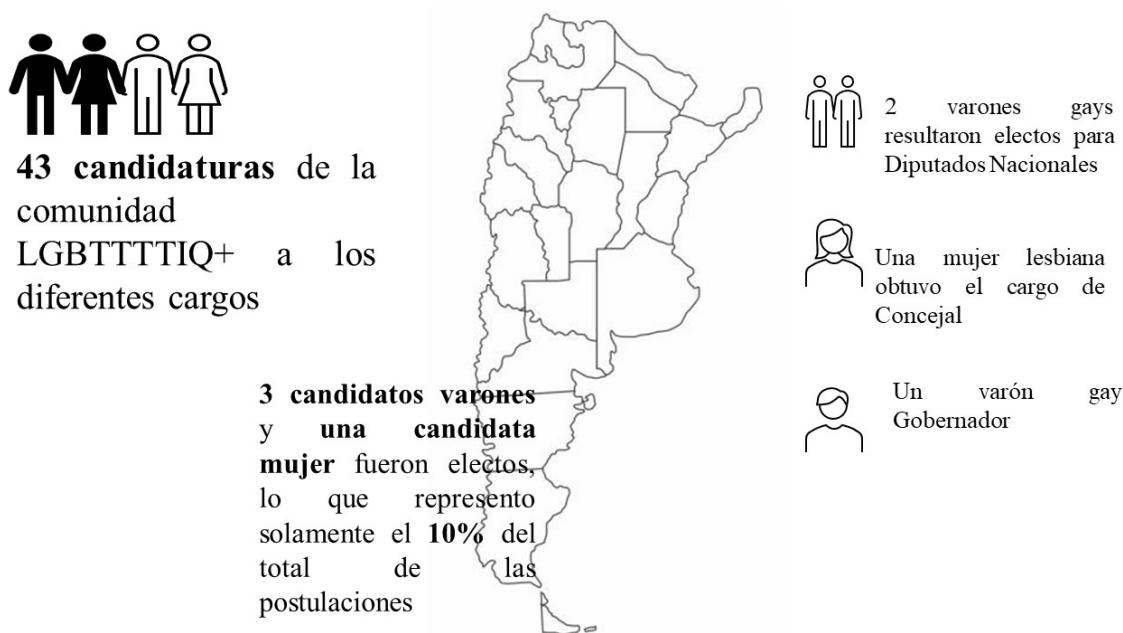 43 candidaturas de la
comunidad
LGBTTTTIQ+ a los
diferentes cargos
3 candidatos varones
y una candidata
mujer fueron electos,
lo que represento
solamente el 10% del
total de las
postulaciones
2 varones gays
resultaron electos para
Diputados Nacionales
Una mujer lesbiana
obtuvo el cargo de
Concejal
Un varón gay
Gobernador